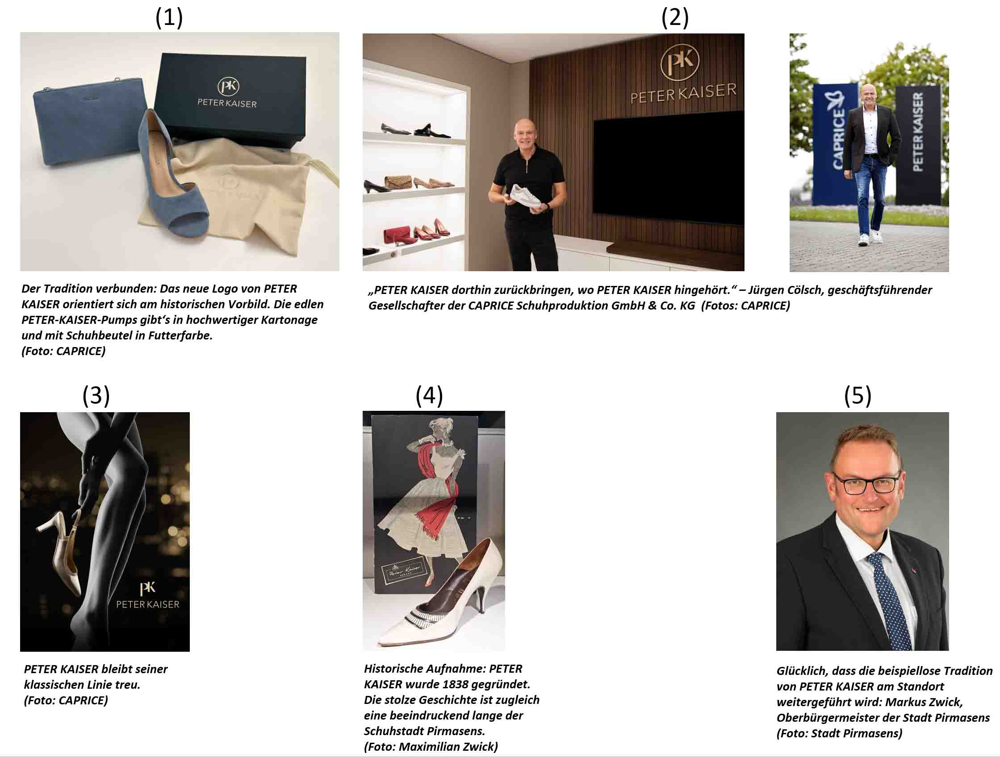 (1)
(2)
PK
PETER KAISER
PK
PETER KAISER
CAPRICE
PETER KAISER
Der Tradition verbunden: Das neue Logo von PETER
KAISER orientiert sich am historischen Vorbild. Die edlen
PETER-KAISER-Pumps gibt‘s in hochwertiger Kartonage
und mit Schuhbeutel in Futterfarbe.
(Foto: CAPRICE)
„PETER KAISER dorthin zurückbringen, wo PETER KAISER hingehört.“ – Jürgen Cölsch, geschäftsführender
Gesellschafter der CAPRICE Schuhproduktion GmbH & Co. KG (Fotos: CAPRICE)
(3)
(4)
(5)
PK
PETER KAISER
Peter Kaiser
PETER KAISER bleibt seiner
klassischen Linie treu.
(Foto: CAPRICE)
Historische Aufnahme: PETER
KAISER wurde 1838 gegründet.
Die stolze Geschichte ist zugleich
eine beeindruckend lange der
Schuhstadt Pirmasens.
(Foto: Maximilian Zwick)
Glücklich, dass die beispiellose Tradition
von PETER KAISER am Standort
weitergeführt wird: Markus Zwick,
Oberbürgermeister der Stadt Pirmasens
(Foto: Stadt Pirmasens)